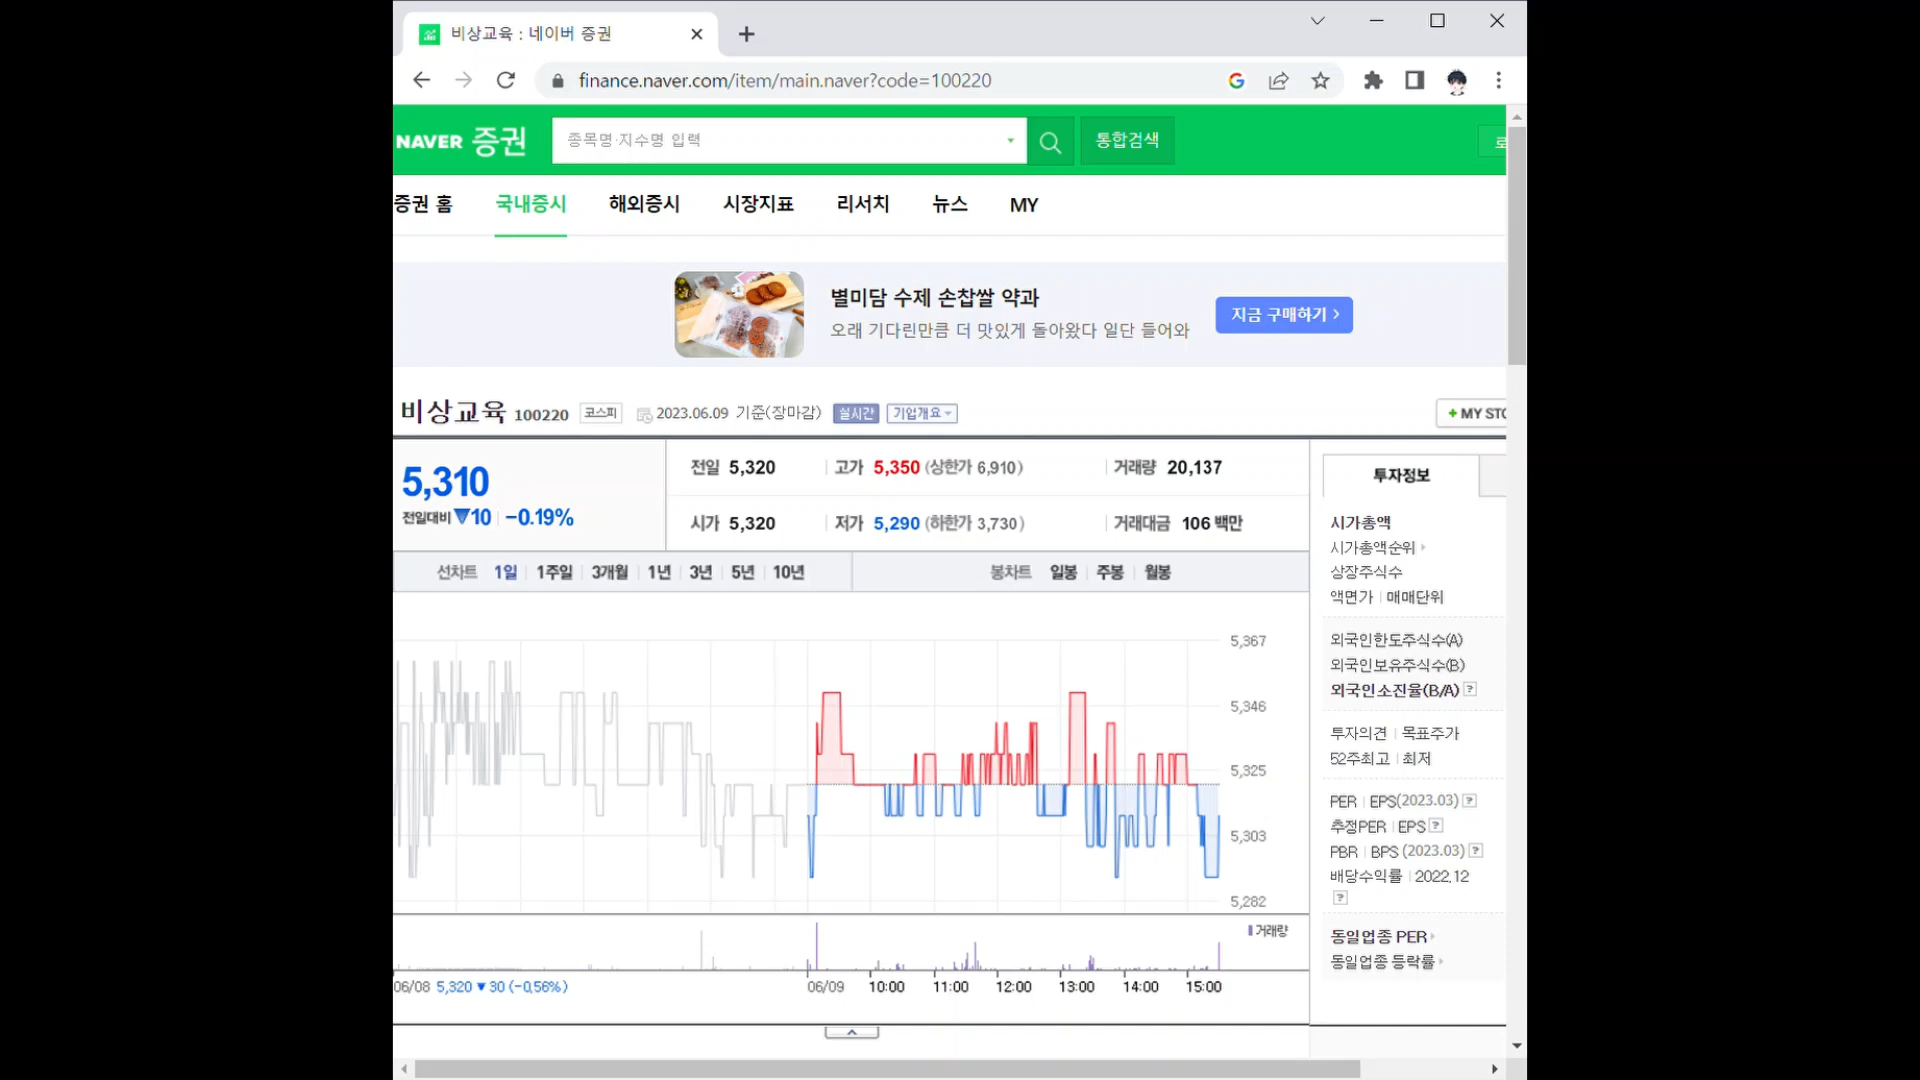 비상교육 : 네이버 증권
finance.naver.com/item/main.naver?code=100220
NAVER 증권
종목명·지수명 입력
통합검색
증권 홈 국내증시 해외증시 시장지표 리서치 뉴스 MY
별미담 수제 손찹쌀 약과
오래 기다린만큼 더 맛있게 돌아왔다 일단 들어와
지금 구매하기 >
비상교육 100220 코스피 2023.06.09 기준(장마감) 실시간 기업개요
+ MY STO
5,310
전일대비 ▼10 -0.19%
전일 5,320 고가 5,350 (상한가 6,910) 거래량 20,137
시가 5,320 저가 5,290 (하한가 3,730) 거래대금 106 백만
선차트 1일 1주일 3개월 1년 3년 5년 10년
봉차트 일봉 주봉 월봉
5,367
5,346
5,325
5,303
5,282
거래량
06/08 5,320 ▼ 30 (-0.56%)
06/09 10:00 11:00 12:00 13:00 14:00 15:00
투자정보
시가총액
시가총액순위
상장주식수
액면가 | 매매단위
외국인한도주식수(A)
외국인보유주식수(B)
외국인소진율(B/A) ?
투자의견 | 목표주가
52주최고 | 최저
PER | EPS(2023.03) ?
추정PER | EPS ?
PBR | BPS (2023.03) ?
배당수익률 | 2022.12
?
동일업종 PER
동일업종 등락률